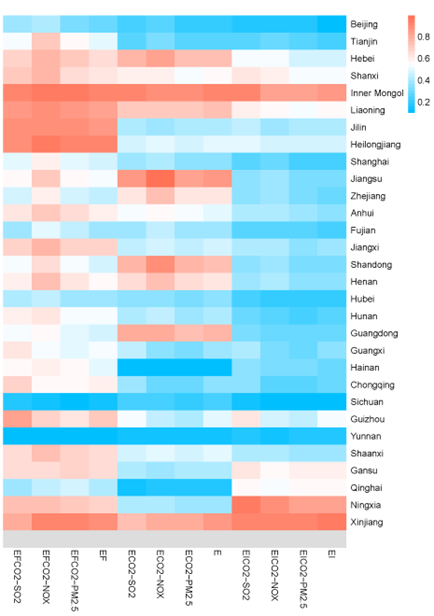 Beijing
Tianjin
Hebei
Shanxi
Inner Mongol
Liaoning
Jilin
Heilongjiang
Shanghai
Jiangsu
Zhejiang
Anhui
Fujian
Jiangxi
Shandong
Henan
Hubei
Hunan
Guangdong
Guangxi
Hainan
Chongqing
Sichuan
Guizhou
Yunnan
Shaanxi
Gansu
Qinghai
Ningxia
Xinjiang
0.8
0.6
0.4
0.2
EFCO2-SO2
EFCO2-NOX
EFCO2-PM2.5
EF
ECO2-SO2
ECO2-NOX
ECO2-PM2.5
E
EICO2-SO2
EICO2-NOX
EICO2-PM2.5
EI